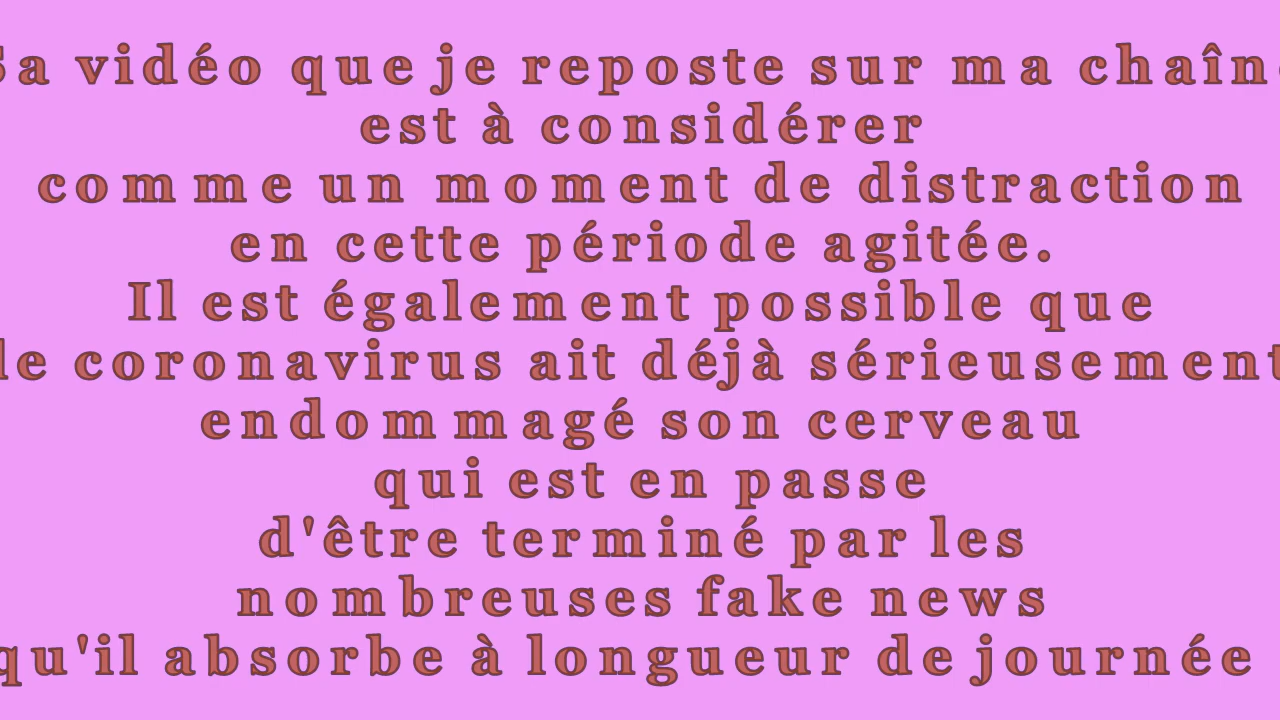 Sa vidéo que je reposte sur ma chaîne
est à considérer
comme un moment de distraction
en cette période agitée.
Il est également possible que
le coronavirus ait déjà sérieusement
endommagé son cerveau
qui est en passe
d'être terminé par les
nombreuses fake news
qu'il absorbe à longueur de journée